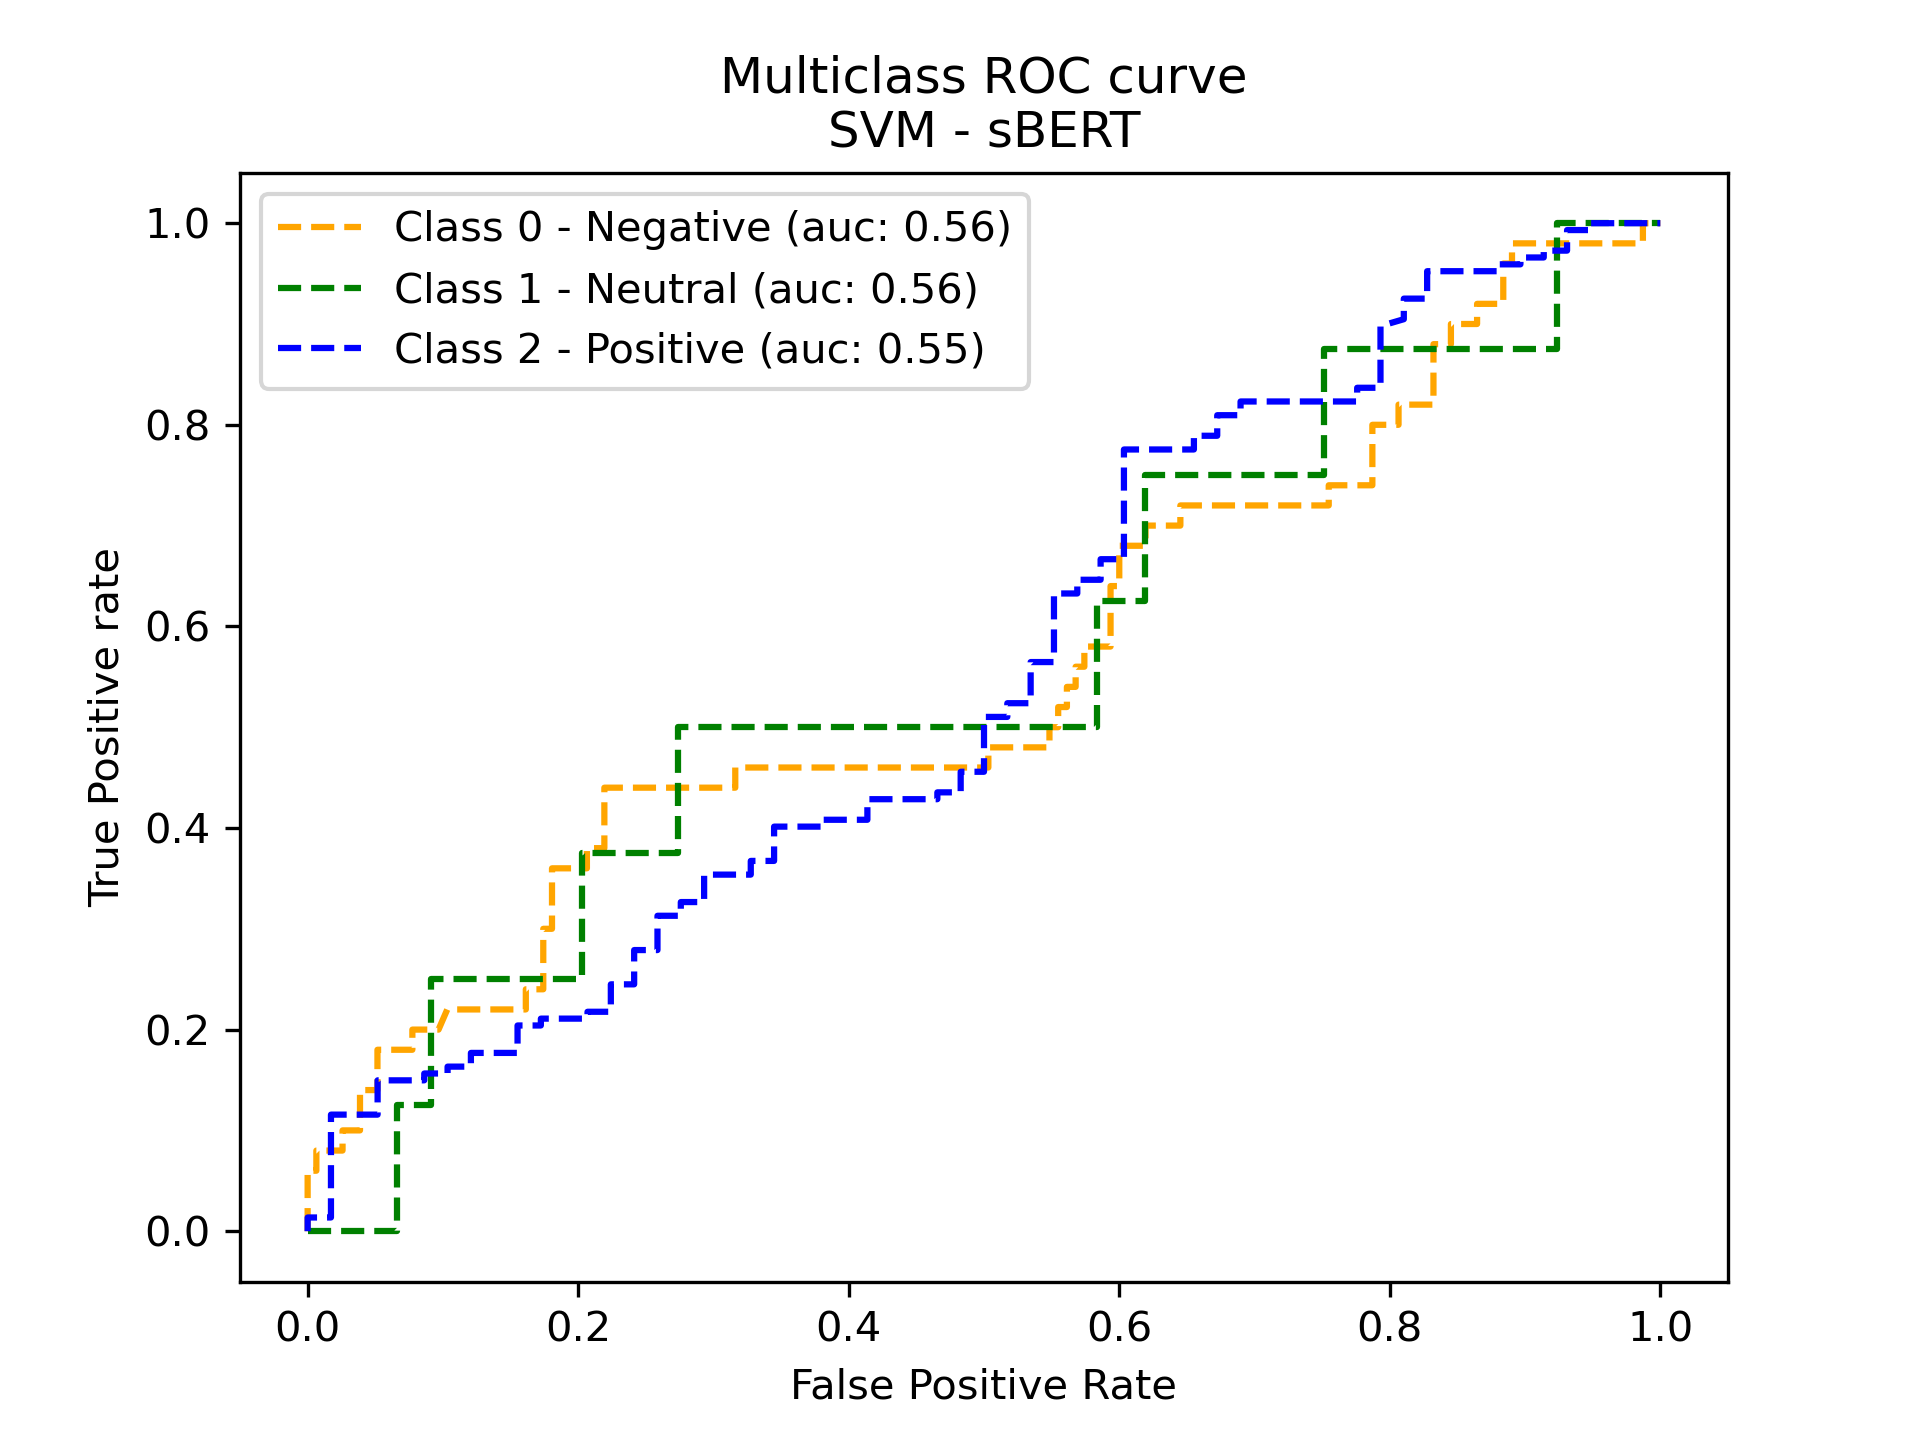 Multiclass ROC curve
SVM - sBERT
Class 0 - Negative (auc: 0.56)
Class 1 - Neutral (auc: 0.56)
Class 2 - Positive (auc: 0.55)
True Positive rate
1.0
0.8
0.6
0.4
0.2
0.0
0.0 0.2 0.4 0.6 0.8 1.0
False Positive Rate